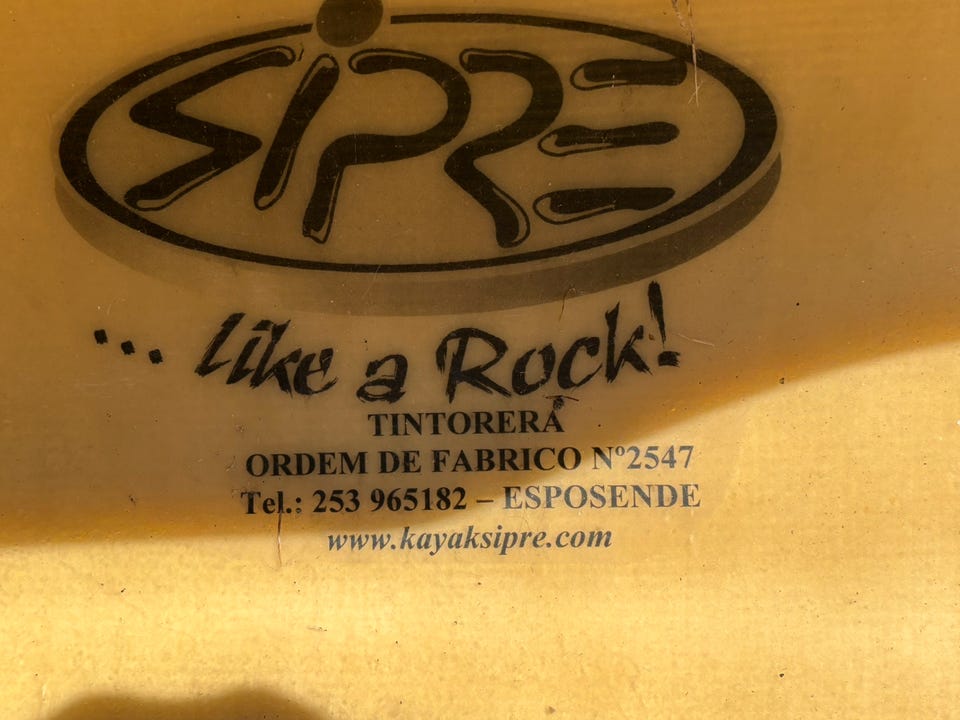 SIPRE
... like a Rock!
TINTORERA
ORDEM DE FABRICO Nº2547
Tel.: 253 965182 – ESPOSENDE
www.kayaksipre.com